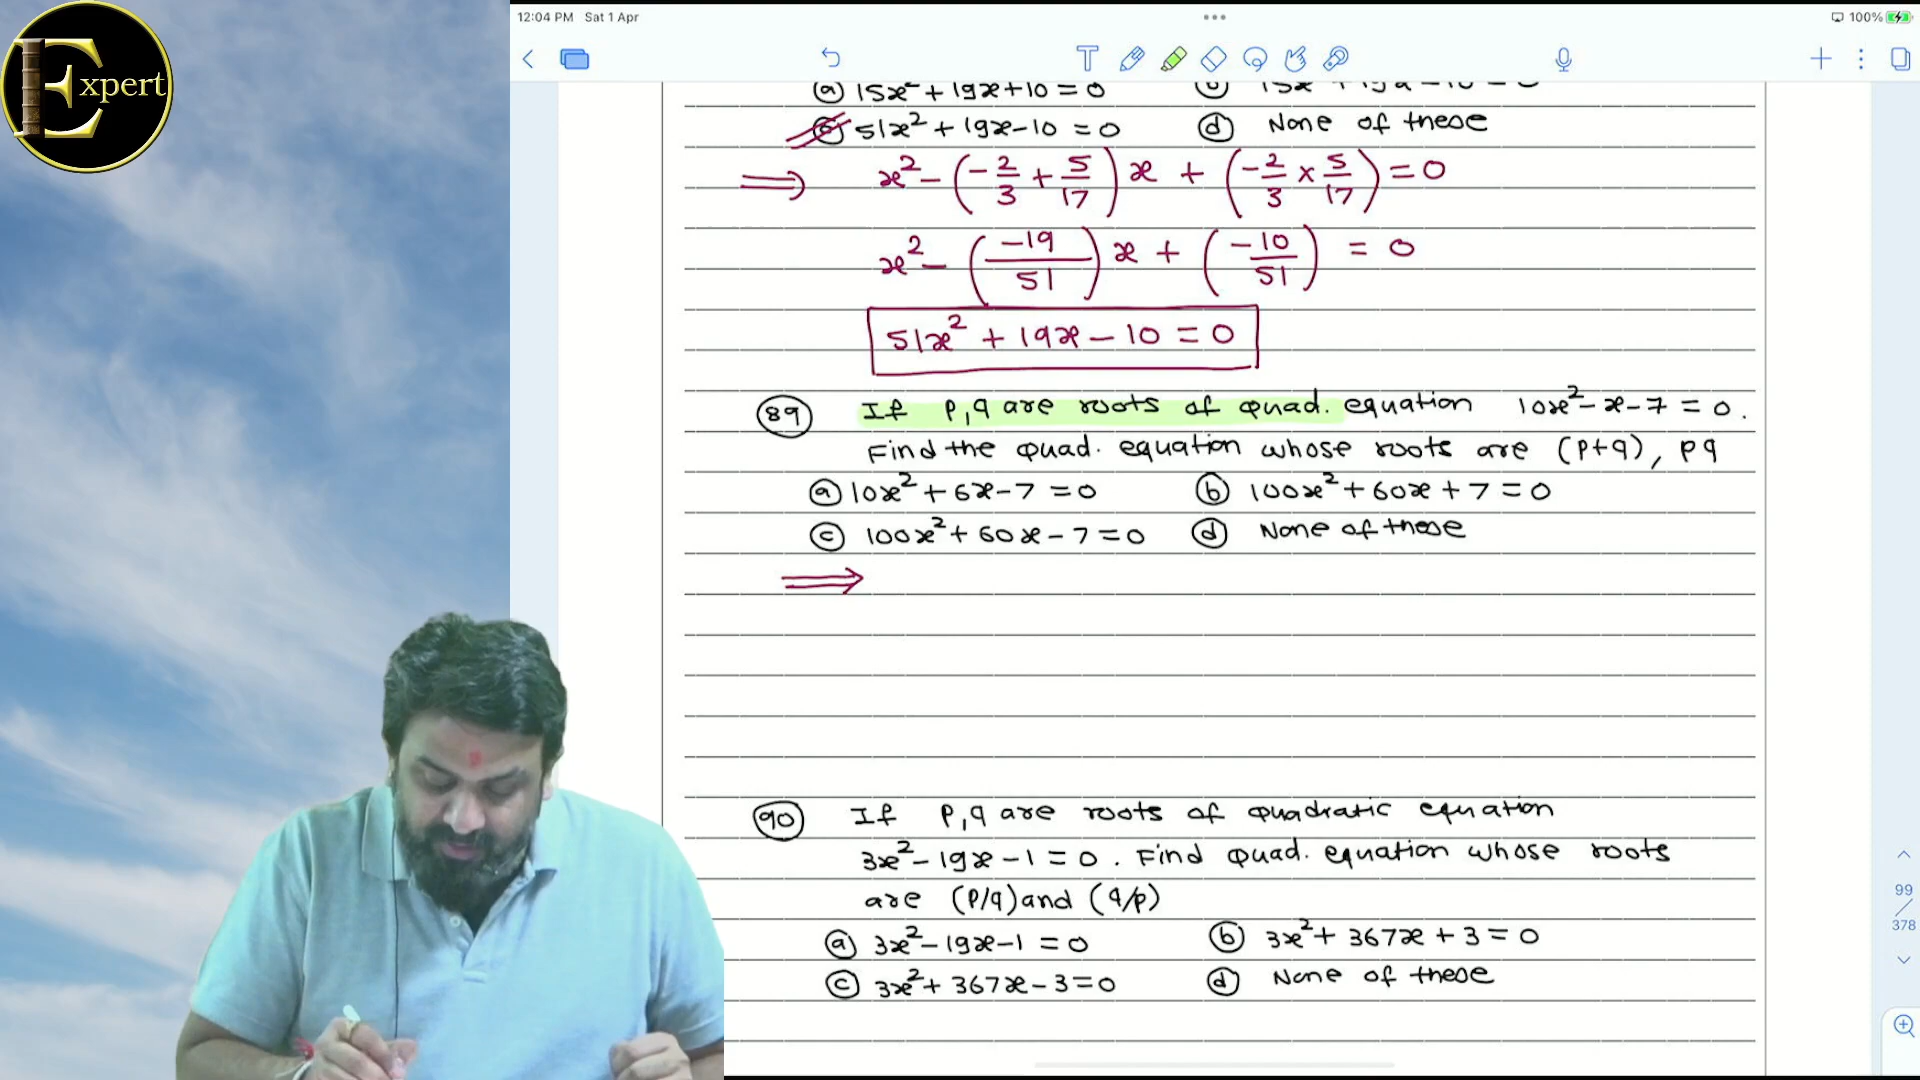 Expert
12:04 PM Sat 1 Apr
100%
(a) 15x² + 19x + 10 = 0
(c) 51x² + 19x - 10 = 0 (d) None of these
⟹ x² - (-2/3 + 5/17) x + (-2/3 × 5/17) = 0
x² - (-19/51) x + (-10/51) = 0
51x² + 19x - 10 = 0
(89) If p,q are roots of quad. equation 10x² - x - 7 = 0.
Find the quad. equation whose roots are (p+q), pq
(a) 10x² + 6x - 7 = 0 (b) 100x² + 60x + 7 = 0
(c) 100x² + 60x - 7 = 0 (d) None of these
⟹
(90) If p,q are roots of quadratic equation
3x² - 19x - 1 = 0. Find quad. equation whose roots
are (p/q) and (q/p)
(a) 3x² - 19x - 1 = 0 (b) 3x² + 367x + 3 = 0
(c) 3x² + 367x - 3 = 0 (d) None of these
99
/
378